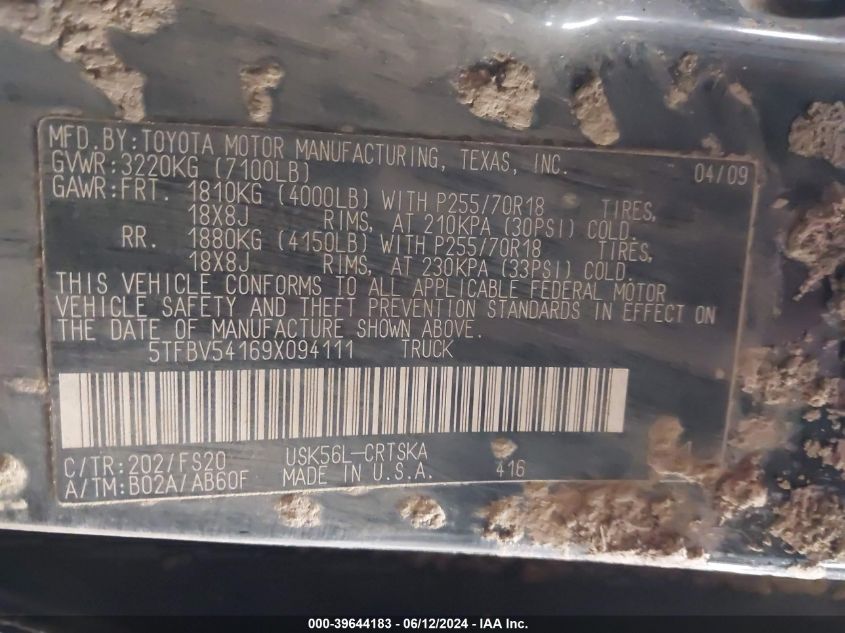 MFD.BY:TOYOTA MOTOR MANUFACTURING, TEXAS, INC. 04/09
GVWR:3220KG (7100LB)
GAWR:FRT. 1810KG (4000LB) WITH P255/70R18 TIRES,
18X8J RIMS, AT 210KPA (30PSI) COLD.
RR. 1880KG (4150LB) WITH P255/70R18 TIRES,
18X8J RIMS, AT 230KPA (33PSI) COLD.
THIS VEHICLE CONFORMS TO ALL APPLICABLE FEDERAL MOTOR
VEHICLE SAFETY AND THEFT PREVENTION STANDARDS IN EFFECT ON
THE DATE OF MANUFACTURE SHOWN ABOVE.
5TFBV54169X094111 TRUCK
C/TR:202/FS20 USK56L-CRTSKA
A/TM:B02A/AB60F MADE IN U.S.A. 416
000-39644183 - 06/12/2024 - IAA Inc.